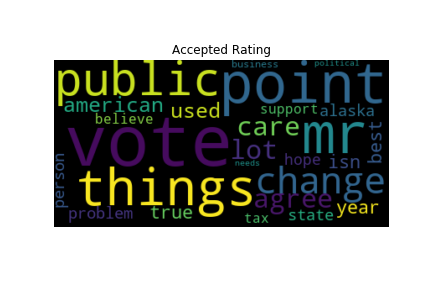 Accepted Rating
business political
public point
american used support alaska
believe care
vote mr
lot best
person hope isn
needs
things change
agree
problem true year
tax state